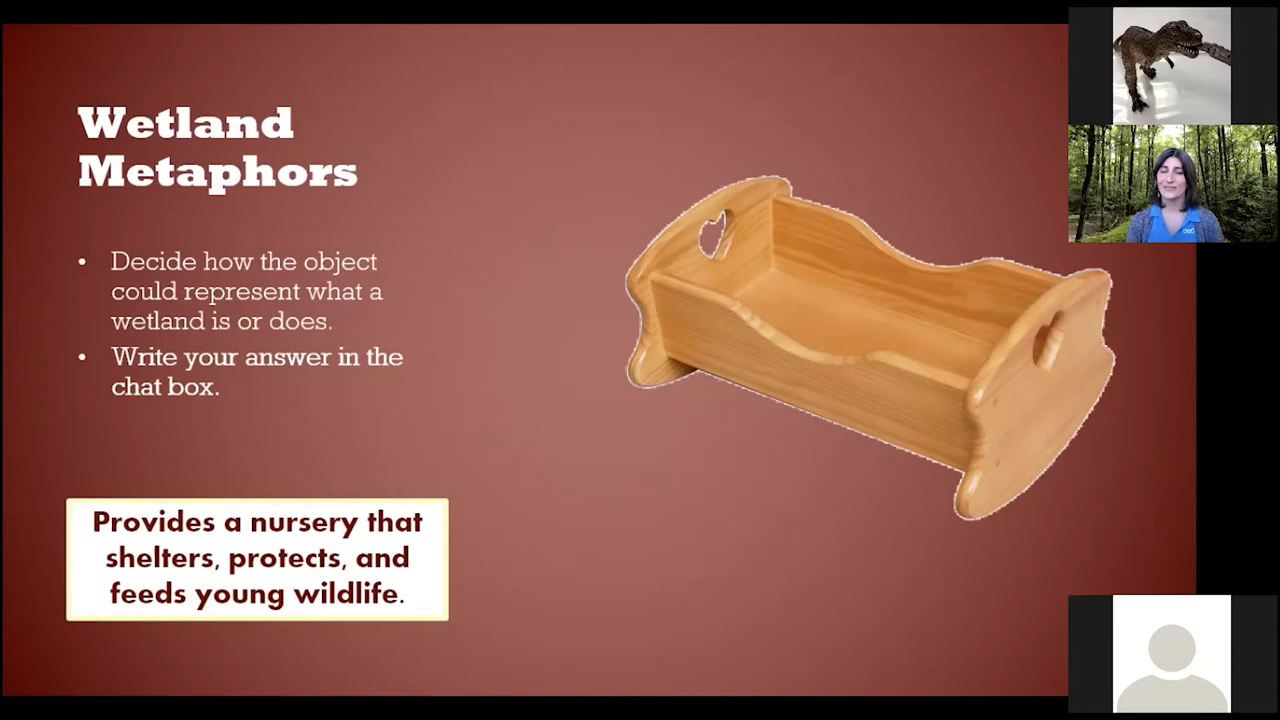 Wetland
Metaphors
• Decide how the object
could represent what a
wetland is or does.
• Write your answer in the
chat box.
Provides a nursery that
shelters, protects, and
feeds young wildlife.